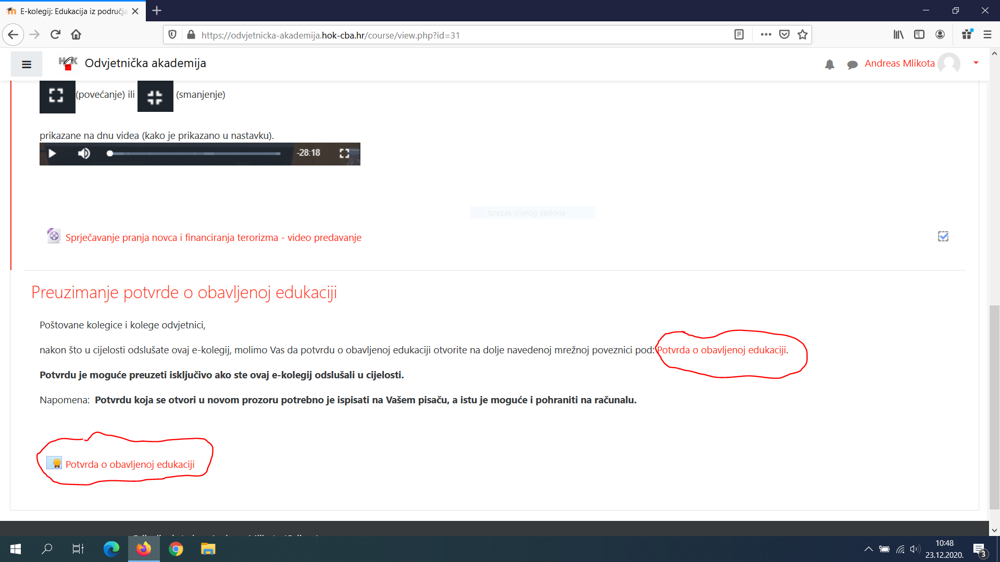 E-kolegij: Edukacija iz područja
https://odvjetnicka-akademija.hok-cba.hr/course/view.php?id=31
HOK Odvjetnička akademija
Andreas Mlikota
(povećanje) ili (smanjenje)
prikazane na dnu videa (kako je prikazano u nastavku).
-28:18
Izrezak cijelog zaslona
Sprječavanje pranja novca i financiranja terorizma - video predavanje
Preuzimanje potvrde o obavljenoj edukaciji
Poštovane kolegice i kolege odvjetnici,
nakon što u cijelosti odslušate ovaj e-kolegij, molimo Vas da potvrdu o obavljenoj edukaciji otvorite na dolje navedenoj mrežnoj poveznici pod: Potvrda o obavljenoj edukaciji.
Potvrdu je moguće preuzeti isključivo ako ste ovaj e-kolegij odslušali u cijelosti.
Napomena: Potvrdu koja se otvori u novom prozoru potrebno je ispisati na Vašem pisaču, a istu je moguće i pohraniti na računalu.
Potvrda o obavljenoj edukaciji
10:48
23.12.2020.
3